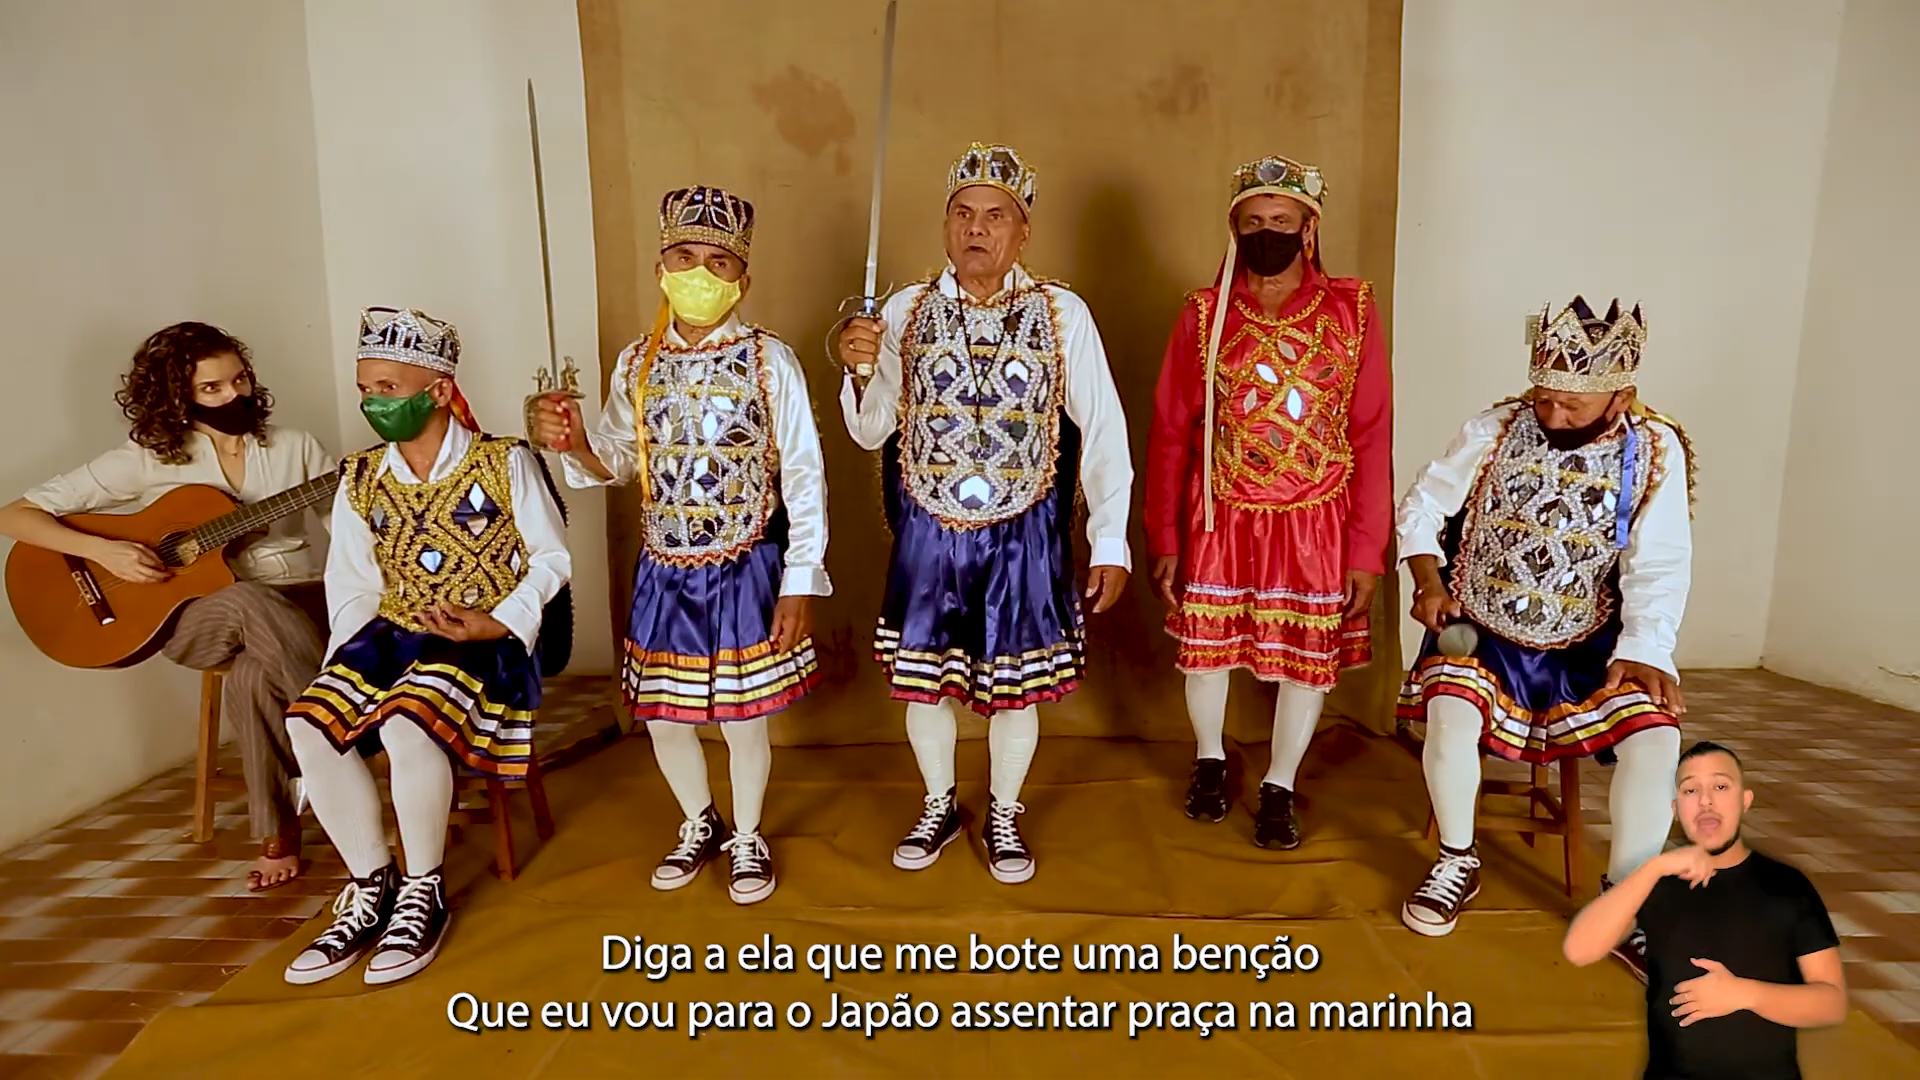 Diga a ela que me bote uma benção
Que eu vou para o Japão assentar praça na marinha